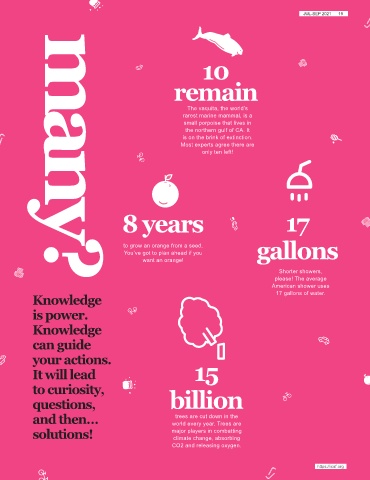 JUL-SEP 2021 19
many?
10
remain
The vaquita, the world's
rarest marine mammal, is a
small porpoise that lives in
the northern gulf of CA. It
is on the brink of extinction.
Most experts agree there are
only ten left!
8 years
to grow an orange from a seed.
You've got to plan ahead if you
want an orange!
17
gallons
Shorter showers,
please! The average
American shower uses
17 gallons of water.
Knowledge
is power.
Knowledge
can guide
your actions.
It will lead
to curiosity,
questions,
and then...
solutions!
15
billion
trees are cut down in the
world every year. Trees are
major players in combatting
climate change, absorbing
CO2 and releasing oxygen.